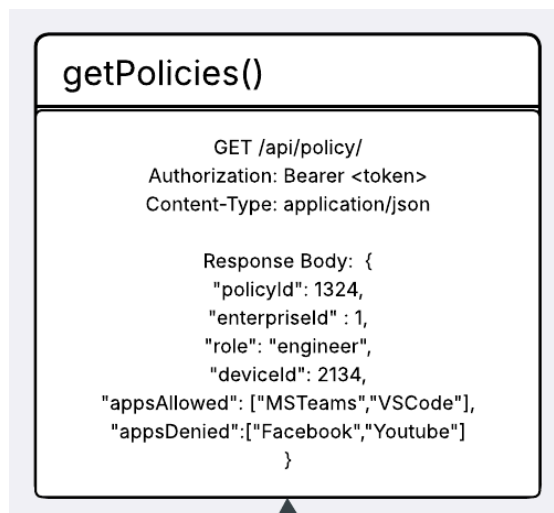 getPolicies()
GET /api/policy/
Authorization: Bearer <token>
Content-Type: application/json
Response Body:  {
"policyId": 1324,
"enterpriseId" : 1,
"role": "engineer",
"deviceId": 2134,
"appsAllowed": ["MSTeams","VSCode"],
"appsDenied":["Facebook","Youtube"]
}